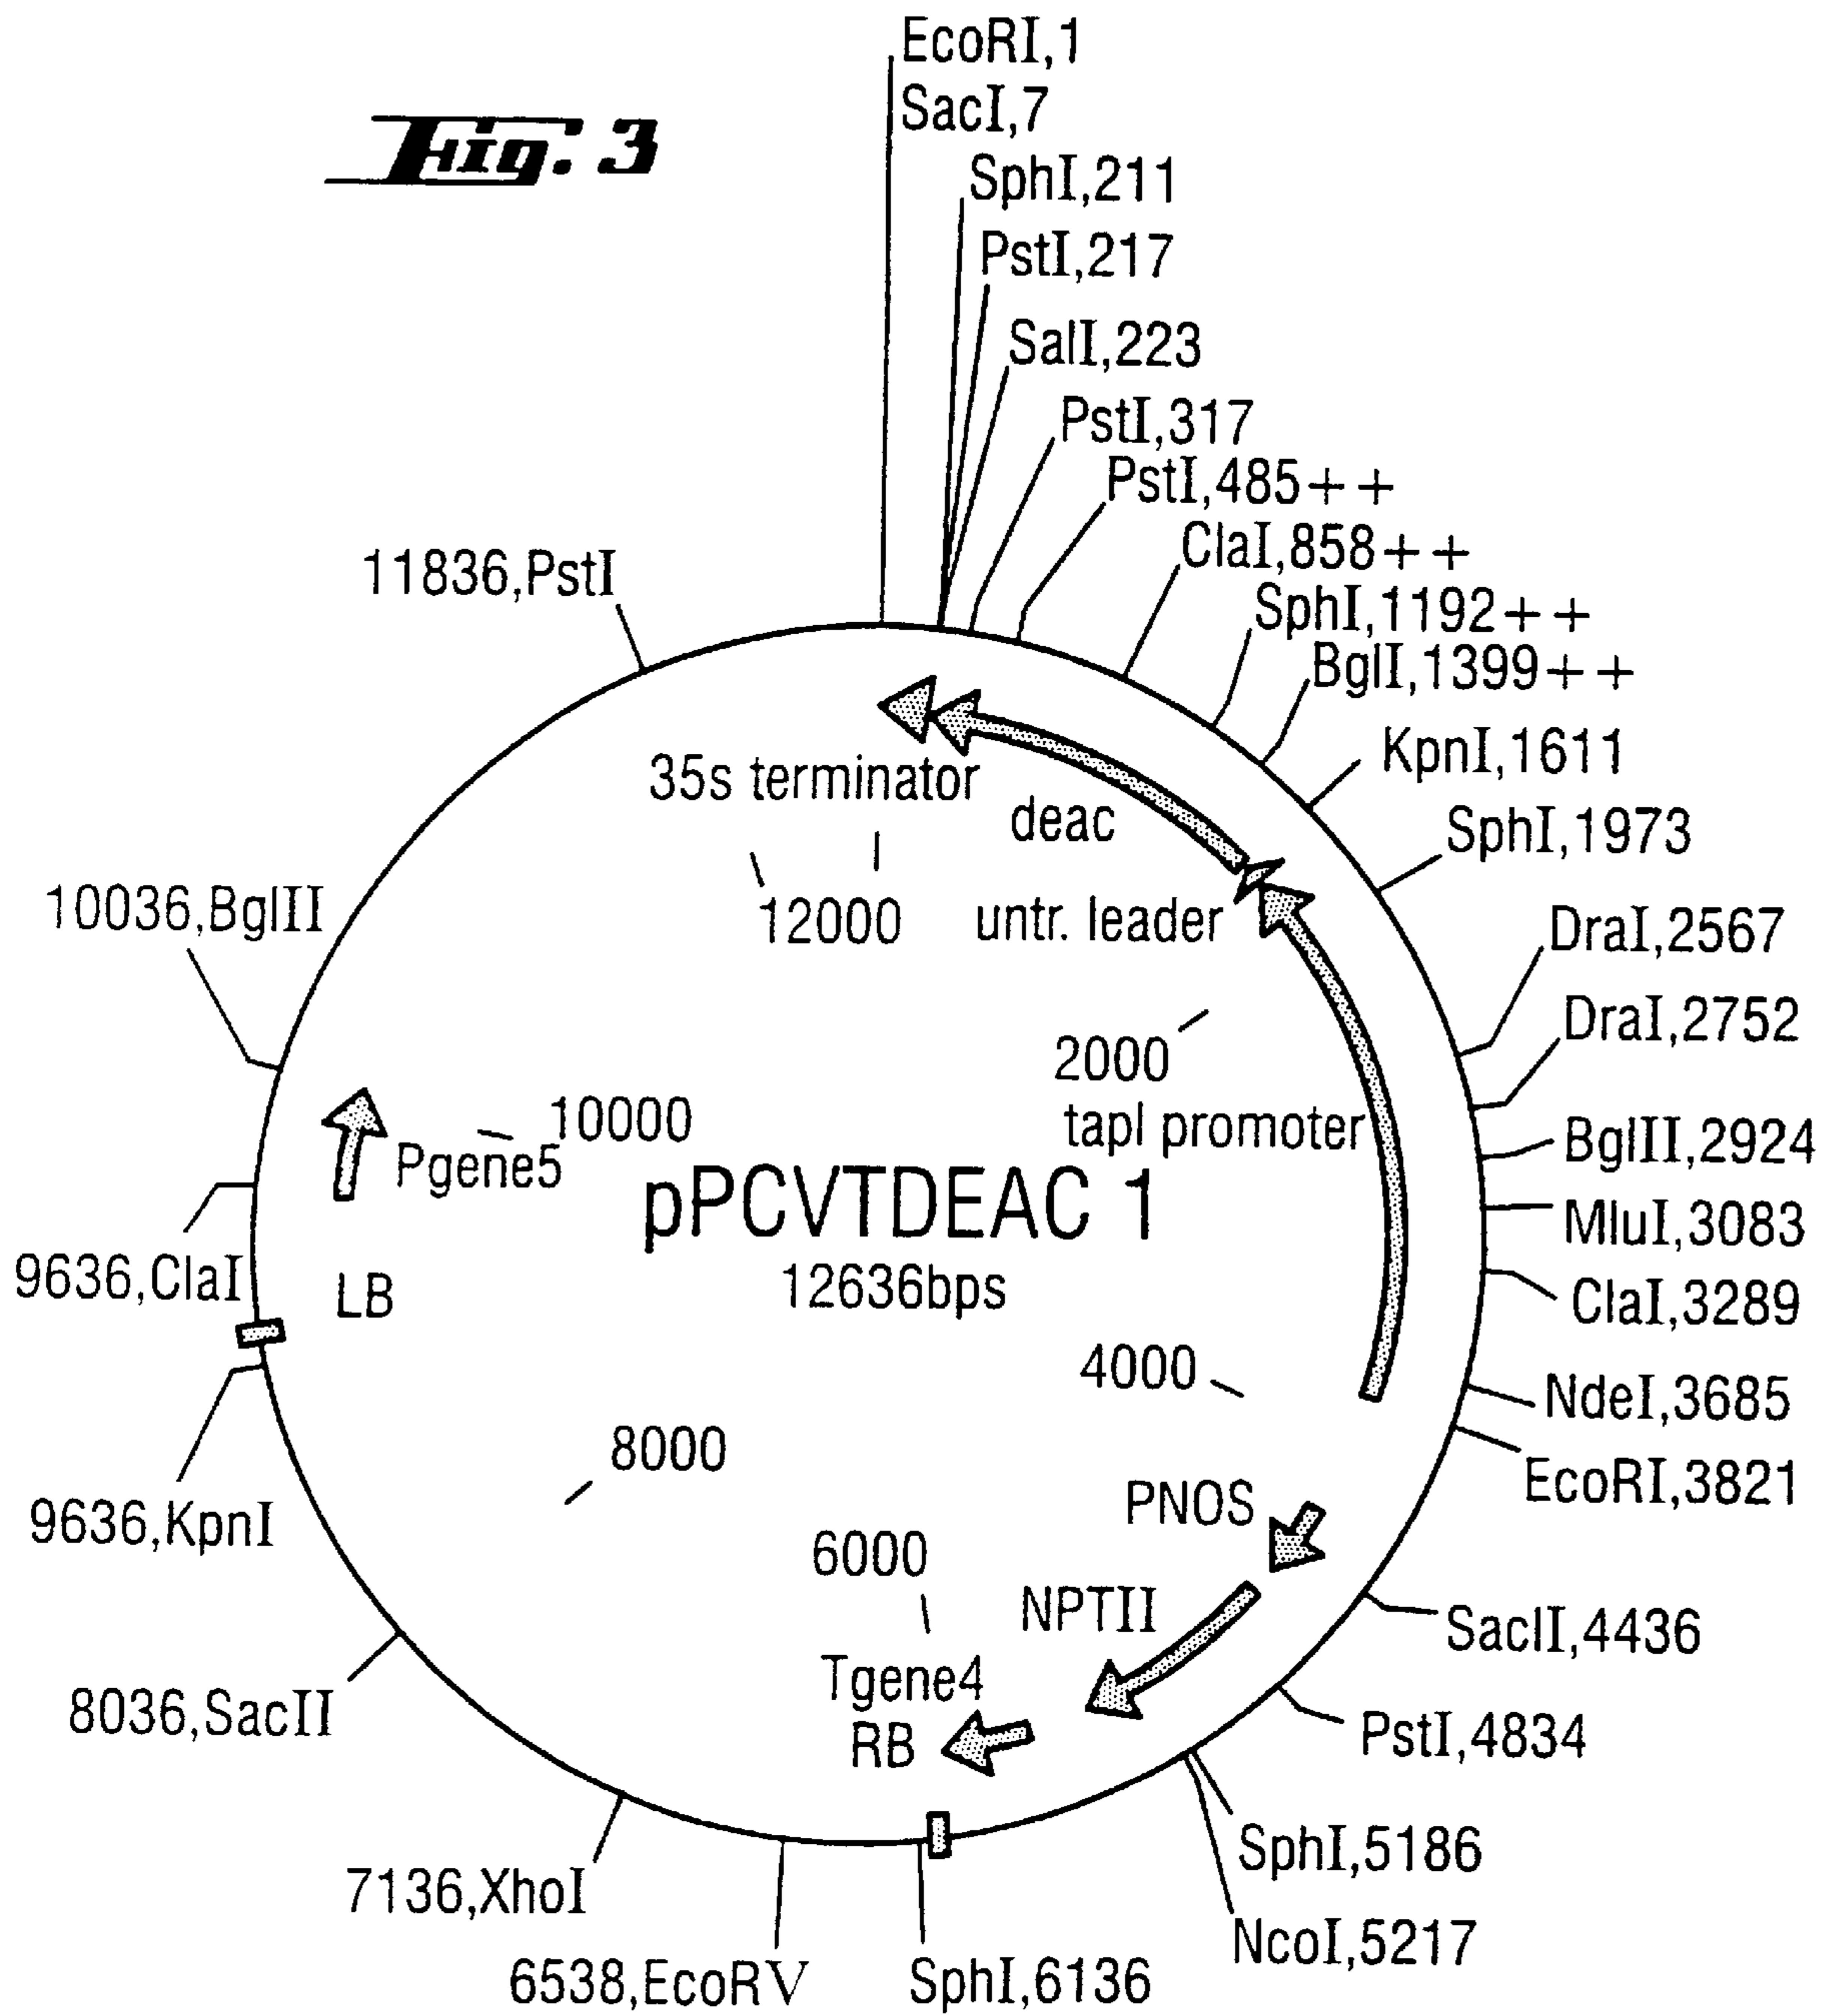 Fig. 3
EcoRI,1
SacI,7
SphI,211
PstI,217
SalI,223
PstI,317
PstI,485++
ClaI,858++
SphI,1192++
BglI,1399++
KpnI,1611
SphI,1973
DraI,2567
DraI,2752
BglII,2924
MluI,3083
ClaI,3289
NdeI,3685
EcoRI,3821
SacII,4436
PstI,4834
SphI,5186
NcoI,5217
SphI,6136
6538,EcoRV
7136,XhoI
8036,SacII
9636,KpnI
9636,ClaI
10036,BglII
11836,PstI
35s terminator
deac
12000
untr. leader
2000
tapl promoter
10000
Pgene5
pPCVTDEAC 1
12636bps
LB
4000
8000
PNOS
6000
NPTII
Tgene4
RB